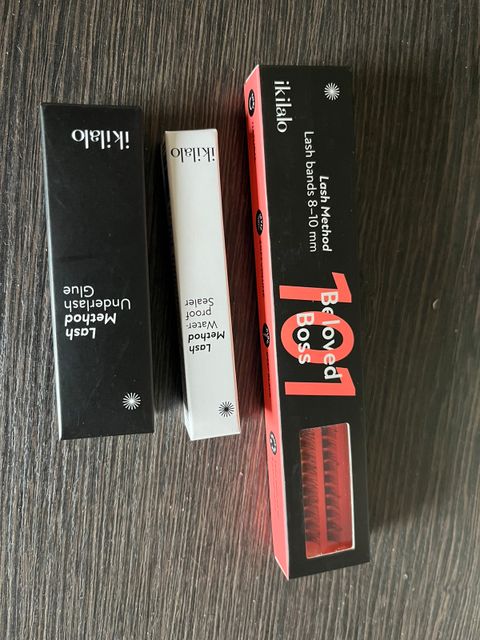 ikilalo
Lash
Method
Underlash
Glue
ikilalo
Lash
Method
Water-
proof
Sealer
ikilalo
Lash Method
Lash bands 8–10 mm
101
Beloved
Boss